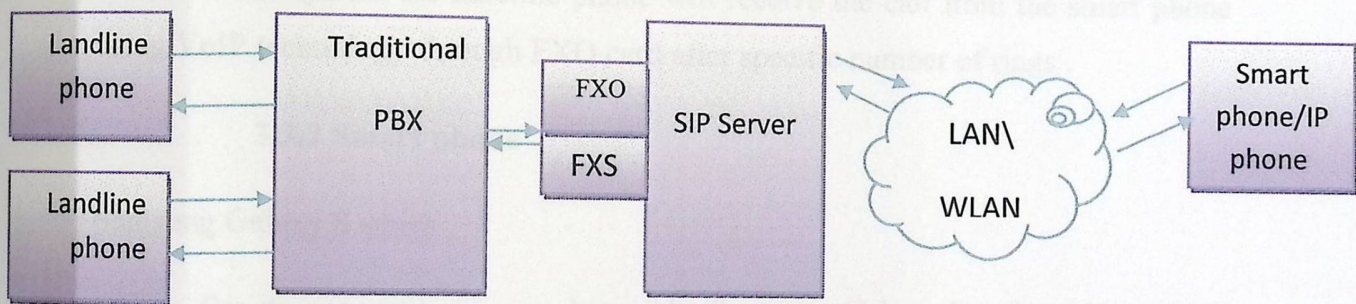 Landline
phone
Landline
phone
Traditional
PBX
FXO
FXS
SIP Server
LAN\
WLAN
Smart
phone/IP
phone